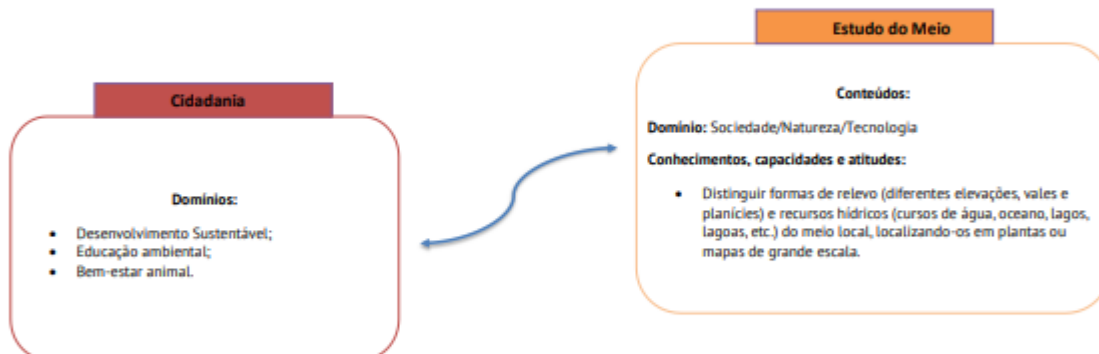 Cidadania
Domínios:
• Desenvolvimento Sustentável;
• Educação ambiental;
• Bem-estar animal.
Estudo do Meio
Conteúdos:
Domínio: Sociedade/Natureza/Tecnologia
Conhecimentos, capacidades e atitudes:
• Distinguir formas de relevo (diferentes elevações, vales e
planícies) e recursos hídricos (cursos de água, oceano, lagos,
lagoas, etc.) do meio local, localizando-os em plantas ou
mapas de grande escala.